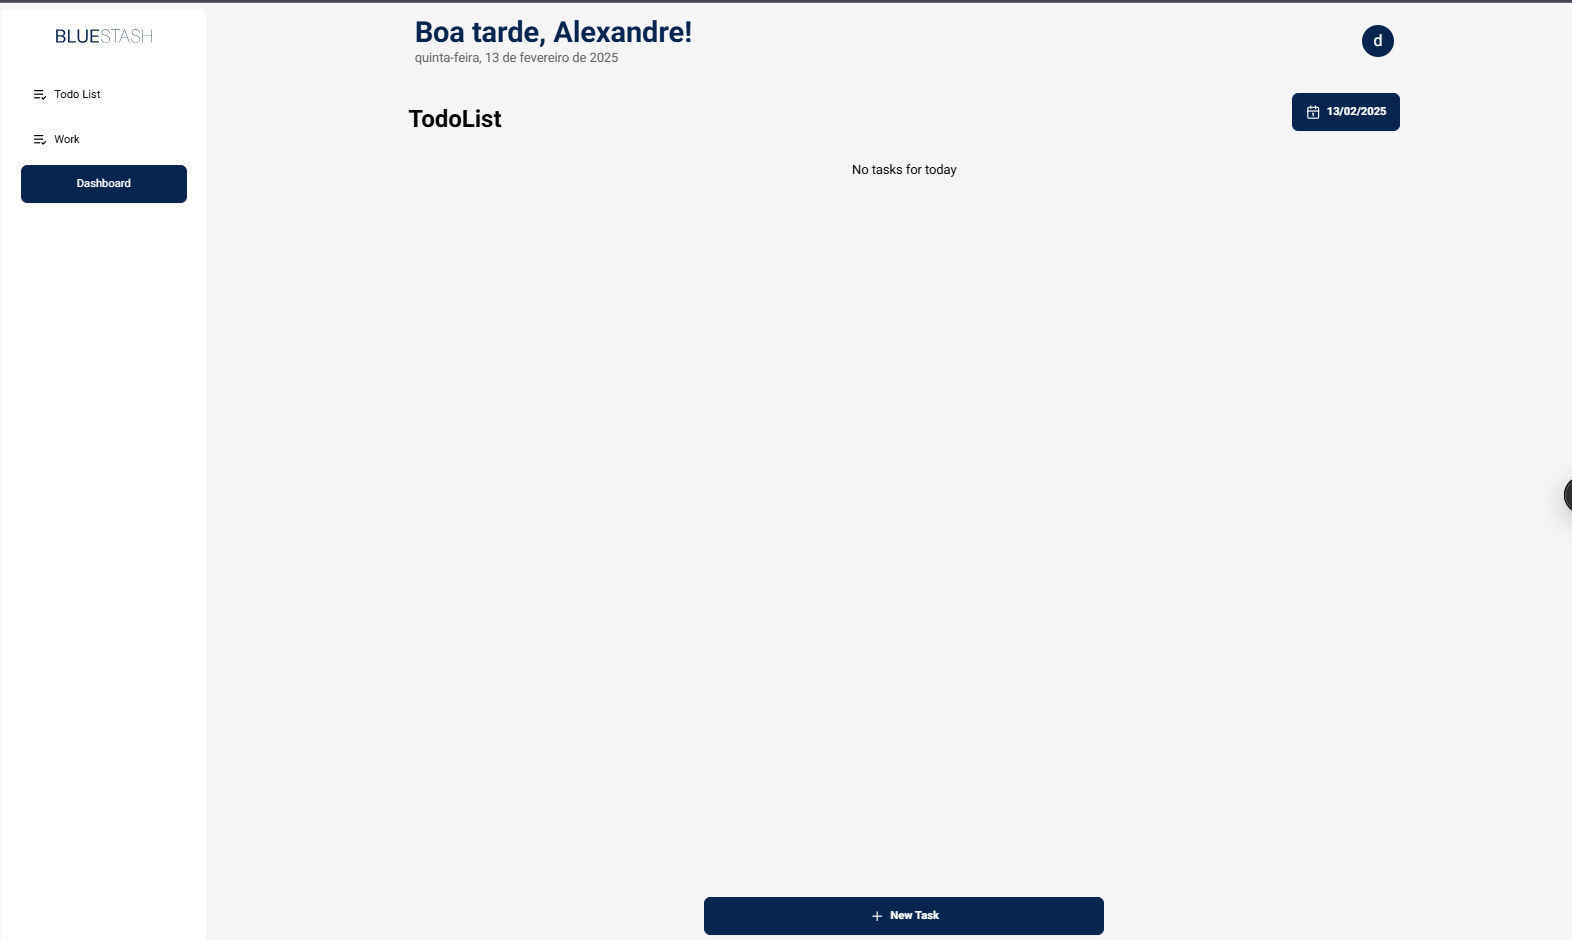 BLUESTASH
Todo List
Work
Dashboard
Boa tarde, Alexandre!
quinta-feira, 13 de fevereiro de 2025
d
TodoList
13/02/2025
No tasks for today
New Task